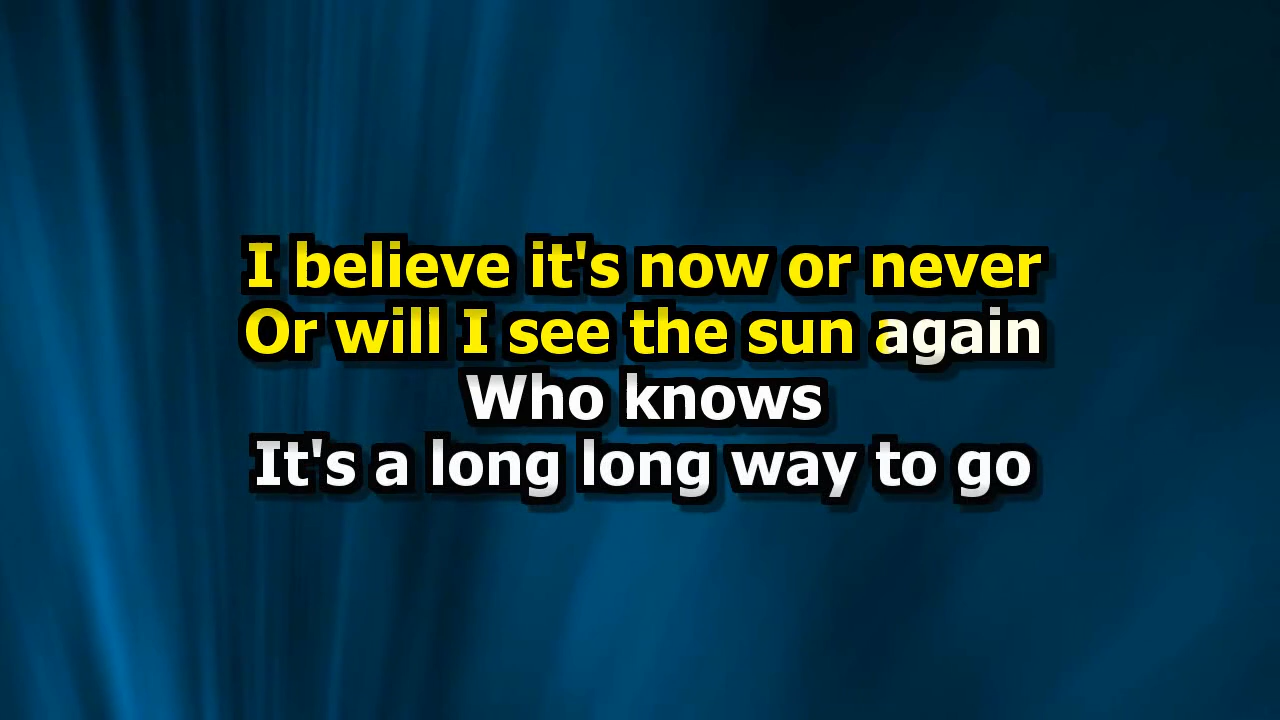 I believe it's now or never
Or will I see the sun again
Who knows
It's a long long way to go